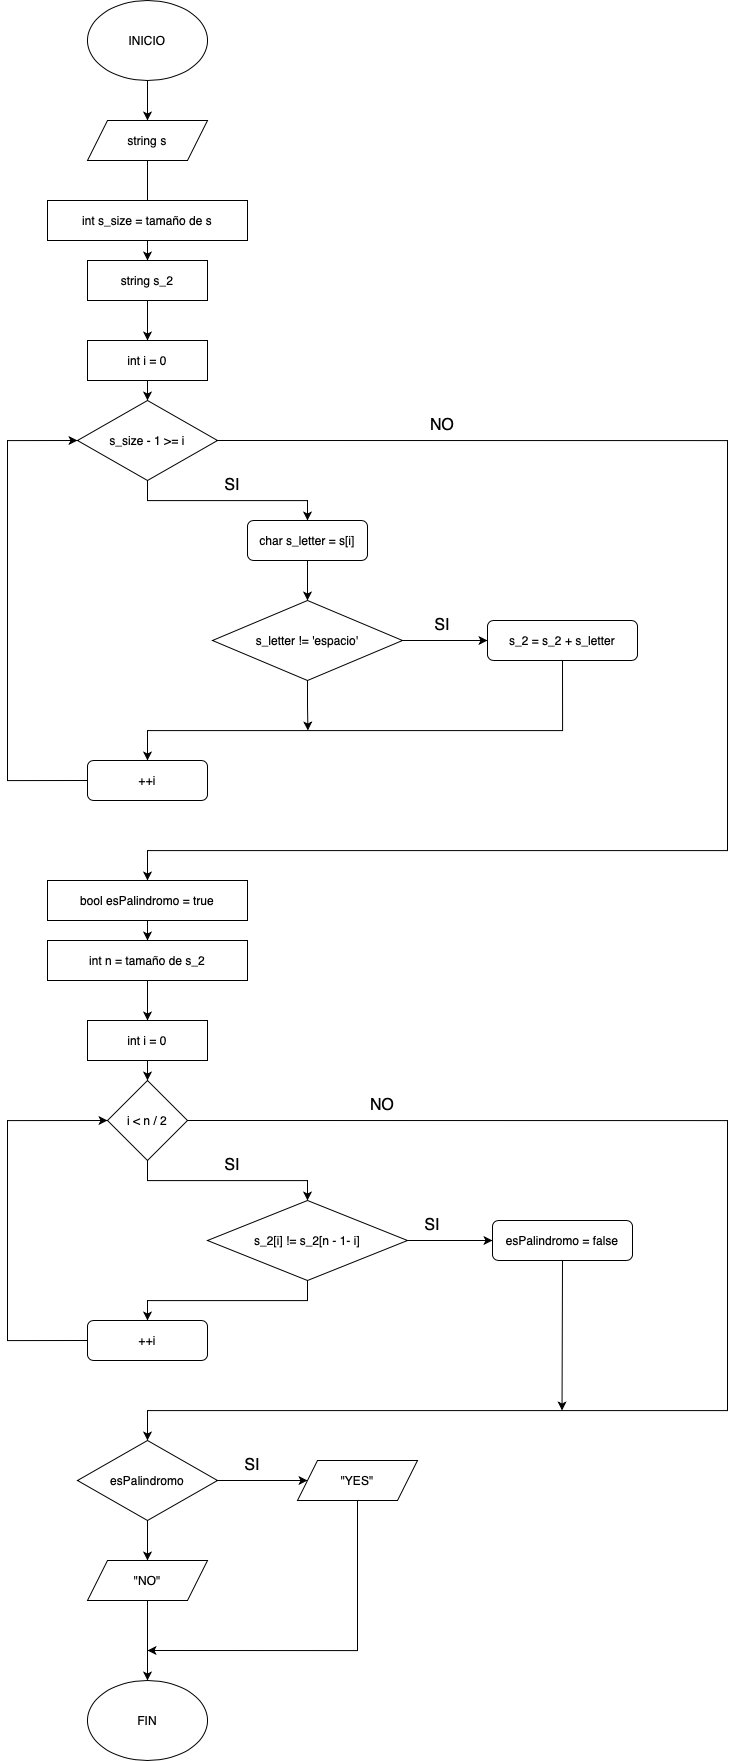 INICIO
string s
int s_size = tamaño de s
string s_2
int i = 0
s_size - 1 >= i
NO
SI
char s_letter = s[i]
s_letter != 'espacio'
SI
s_2 = s_2 + s_letter
++i
bool esPalindromo = true
int n = tamaño de s_2
int i = 0
i < n / 2
NO
SI
s_2[i] != s_2[n - 1- i]
SI
esPalindromo = false
++i
esPalindromo
SI
"YES"
"NO"
FIN